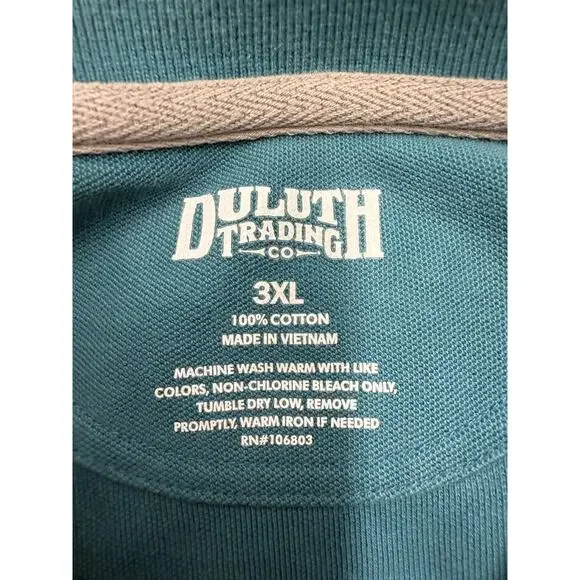 DULUTH
TRADING
CO
3XL
100% COTTON
MADE IN VIETNAM
MACHINE WASH WARM WITH LIKE
COLORS, NON-CHLORINE BLEACH ONLY,
TUMBLE DRY LOW, REMOVE
PROMPTLY, WARM IRON IF NEEDED
RN#106803